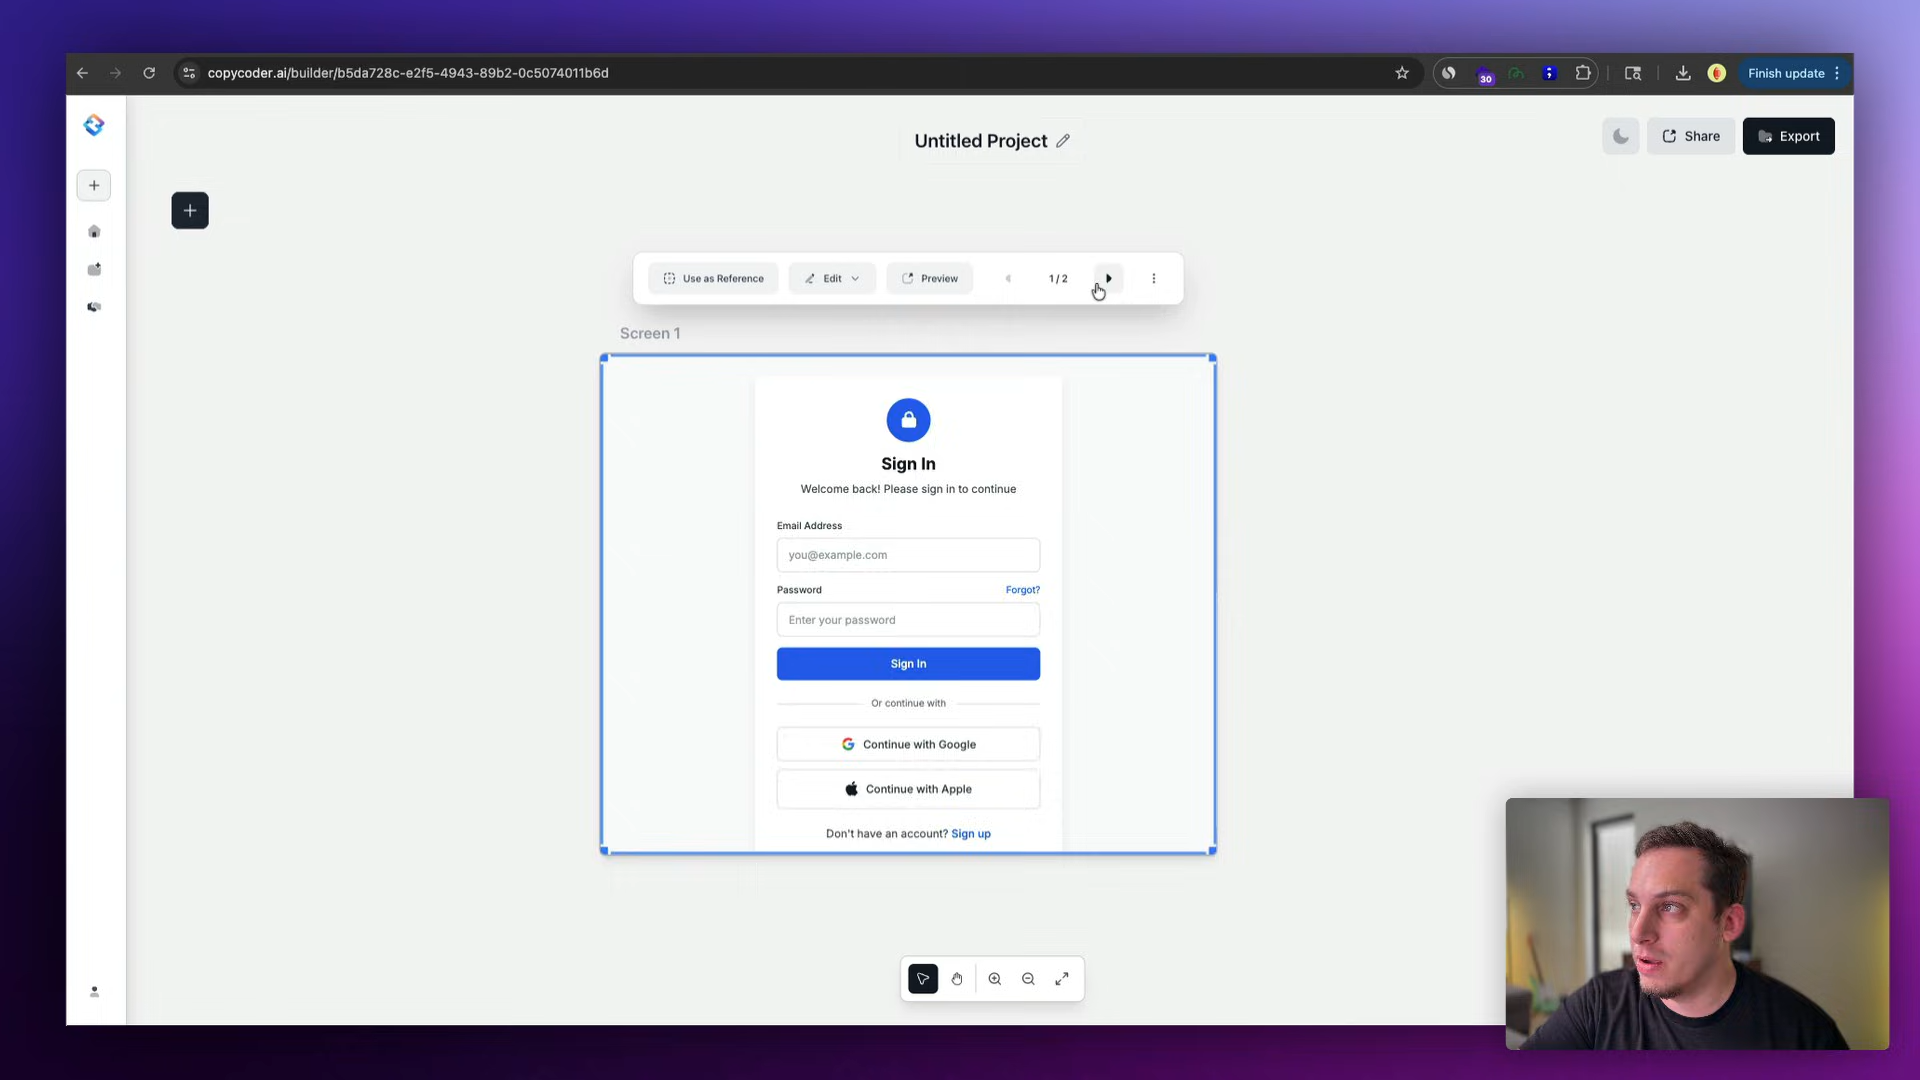 copycoder.ai/builder/b5da728c-e2f5-4943-89b2-0c5074011b6d
30
Finish update
Untitled Project
Share
Export
Use as Reference
Edit
Preview
1 / 2
Screen 1
Sign In
Welcome back! Please sign in to continue
Email Address
you@example.com
Password
Forgot?
Enter your password
Sign In
Or continue with
Continue with Google
Continue with Apple
Don't have an account? Sign up